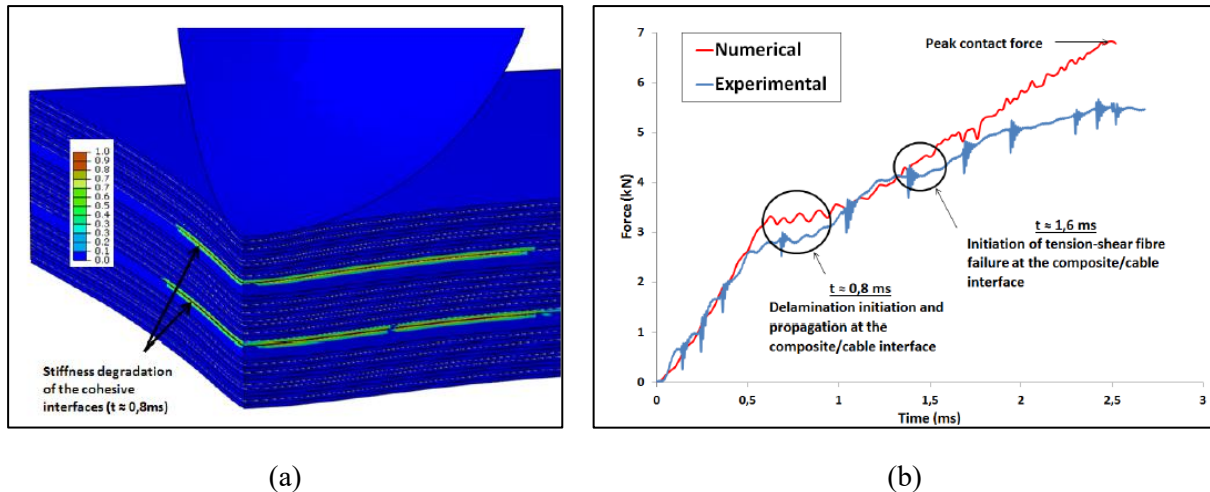 1.0
0.9
0.8
0.7
0.6
0.5
0.4
0.3
0.2
0.1
0.0
Stiffness degradation
of the cohesive
interfaces (t ≈ 0,8ms)
(a)
7
6
5
4
3
2
1
0
Force (kN)
Numerical
Experimental
Peak contact force
t ≈ 1,6 ms
Initiation of tension-shear fibre
failure at the composite/cable
interface
t ≈ 0,8 ms
Delamination initiation and
propagation at the
composite/cable interface
0 0,5 1 1,5 2 2,5 3
Time (ms)
(b)